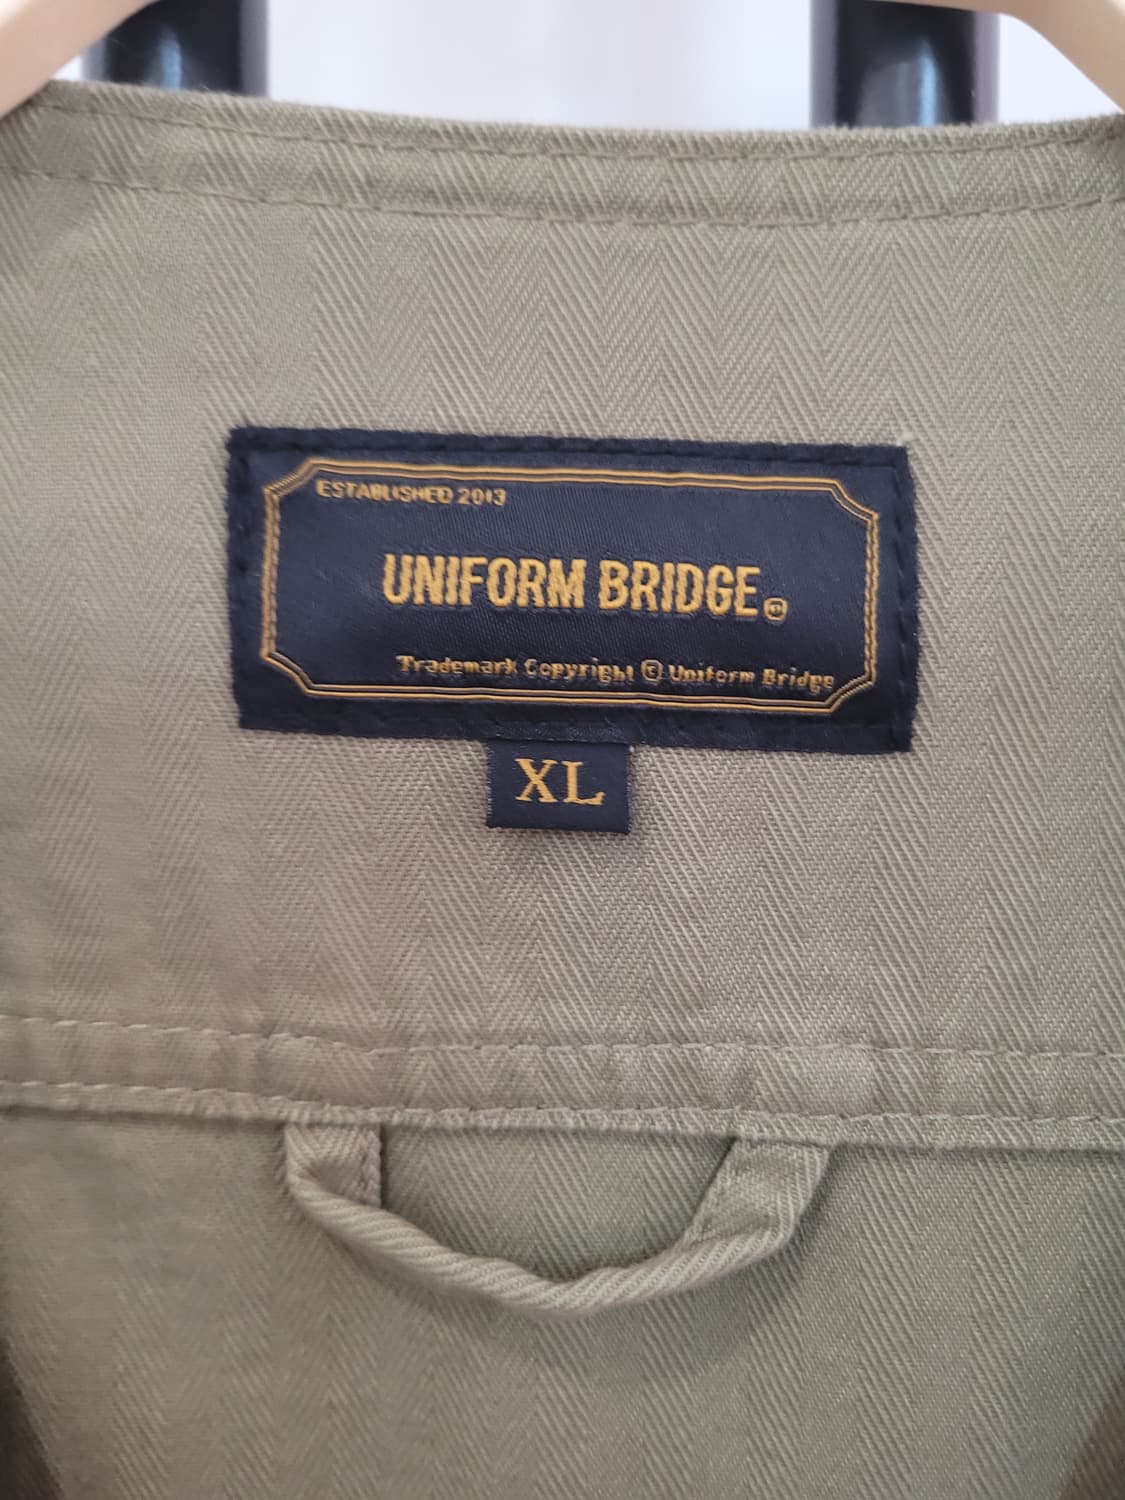 ESTABLISHED 2013
UNIFORM BRIDGE
Trademark Copyright © Uniform Bridge
XL